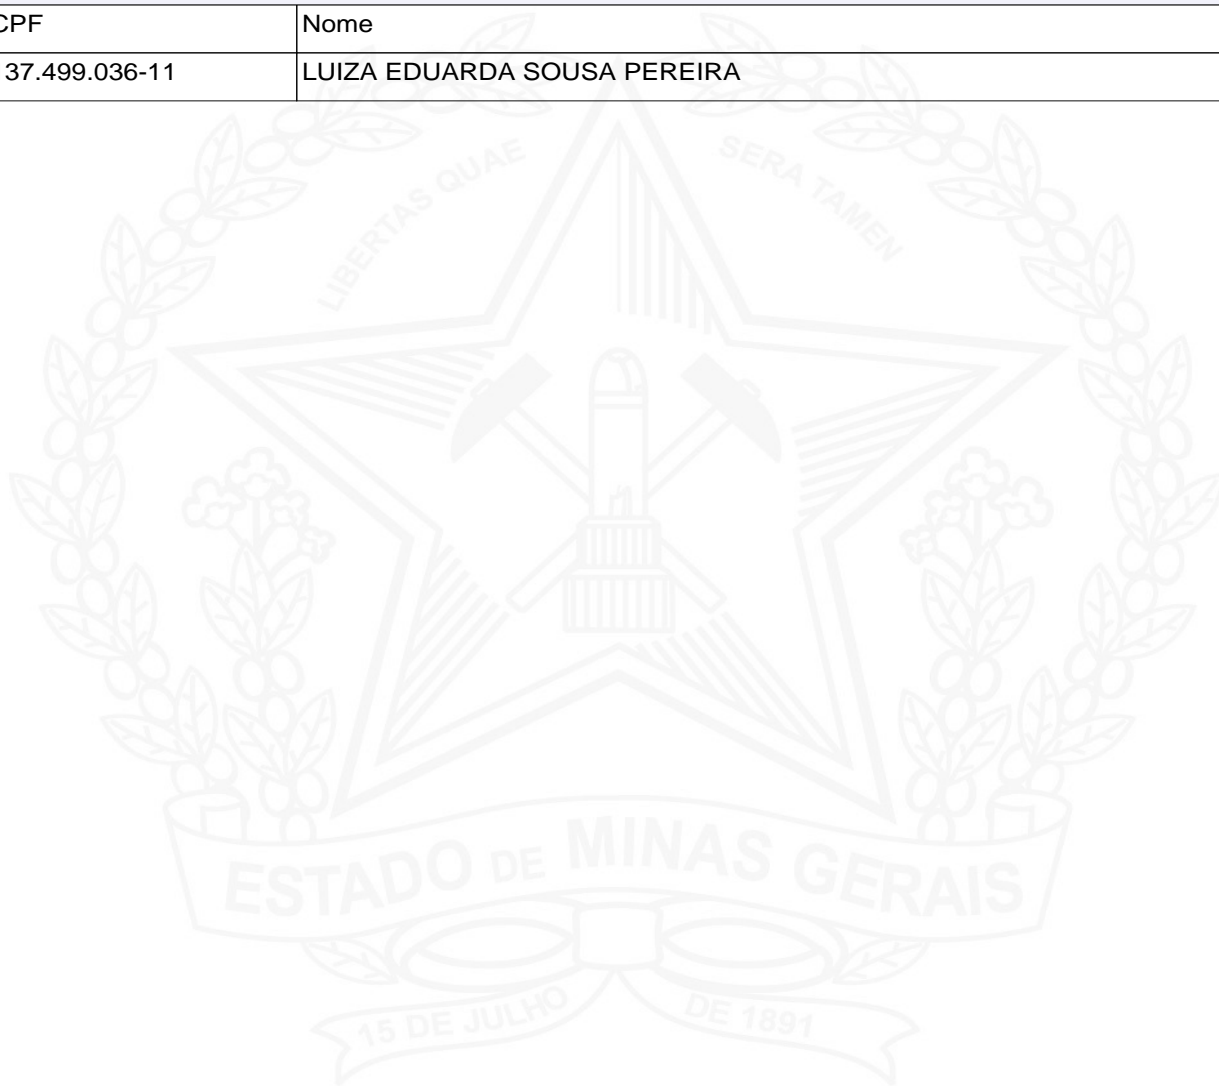 CPF Nome
37.499.036-11 LUIZA EDUARDA SOUSA PEREIRA
LIBERTAS QUAE SERA TAMEN
ESTADO DE MINAS GERAIS
15 DE JULHO DE 1891